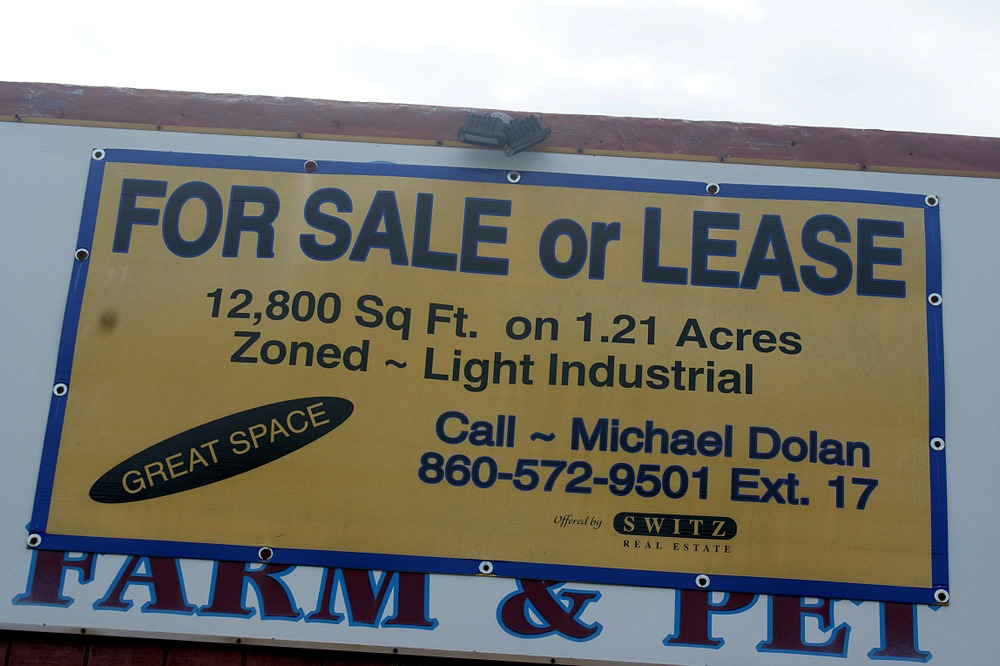 FOR SALE or LEASE
12,800 Sq Ft. on 1.21 Acres
Zoned ~ Light Industrial
GREAT SPACE
Call ~ Michael Dolan
860-572-9501 Ext. 17
Offered by SWITZ
REAL ESTATE
FARM & PET